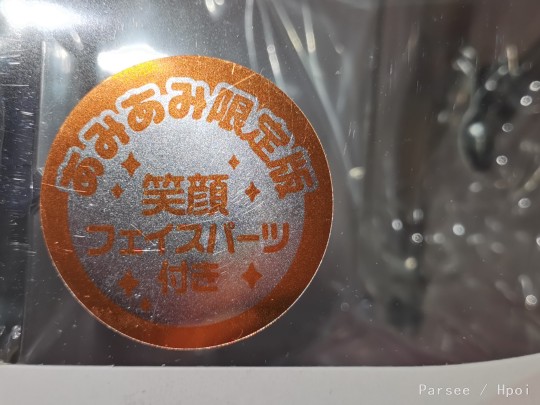 あみあみ限定版
笑顔
フェイスパーツ
付き
Parsee / Hpoi